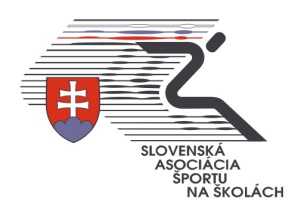 SLOVENSKÁ
ASOCIÁCIA
ŠPORTU
NA ŠKOLÁCH